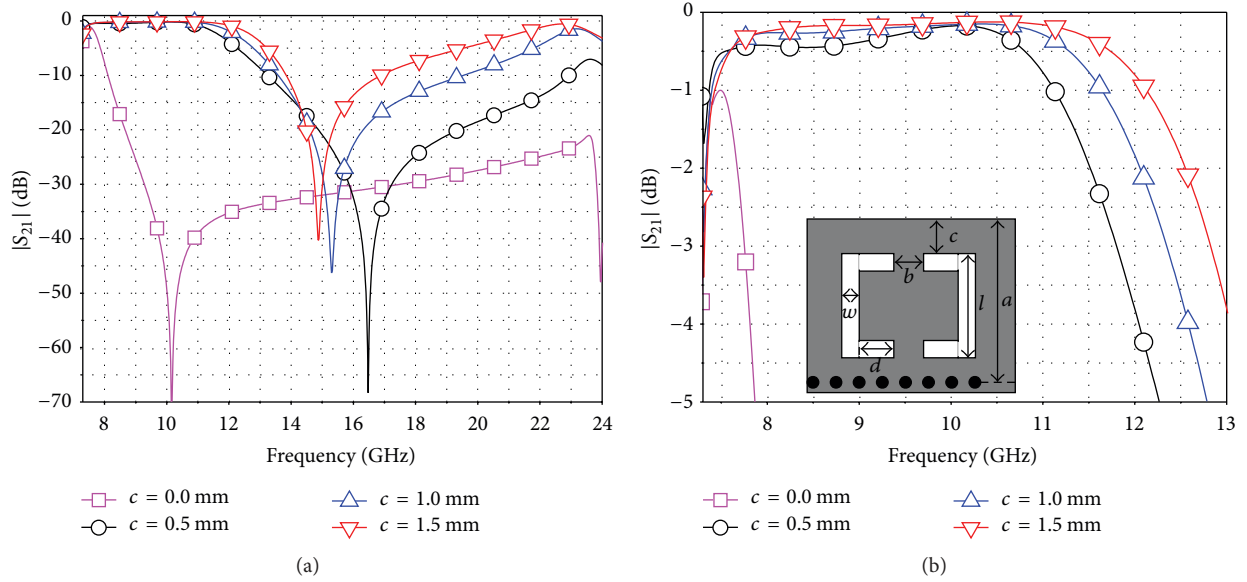 0
−10
−20
−30
−40
−50
−60
−70
|S21| (dB)
8
10
12
14
16
18
20
22
24
Frequency (GHz)
c = 0.0 mm
c = 0.5 mm
c = 1.0 mm
c = 1.5 mm
(a)
0
−1
−2
−3
−4
−5
|S21| (dB)
c
b
a
w
l
d
8
9
10
11
12
13
Frequency (GHz)
c = 0.0 mm
c = 0.5 mm
c = 1.0 mm
c = 1.5 mm
(b)